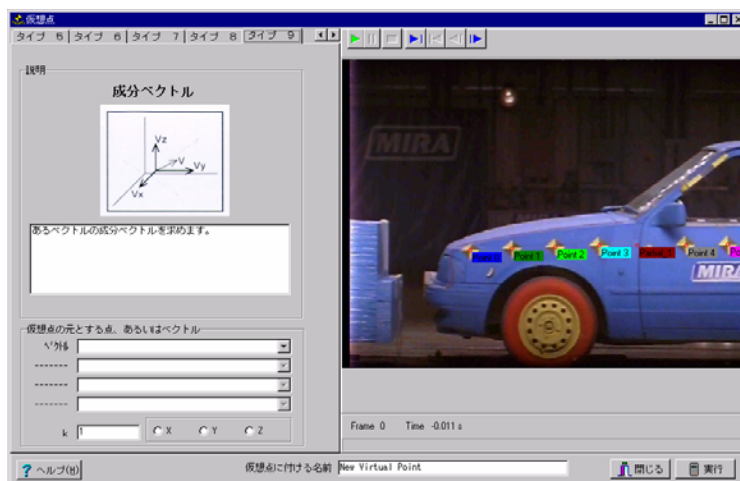 仮想点
タイプ 5 タイプ 6 タイプ 7 タイプ 8 タイプ 9
説明
成分ベクトル
Vz
V
Vy
Vx
あるベクトルの成分ベクトルを求めます。
仮想点の元とする点、あるいはベクトル
ベクトル
-------
-------
-------
k 1 X Y Z
MIRA
Point 0 Point 1 Point 2 Point 3 Point 4
MIRA
Frame 0 Time -0.011 s
ヘルプ(H)
仮想点に付ける名前 New Virtual Point
閉じる
実行